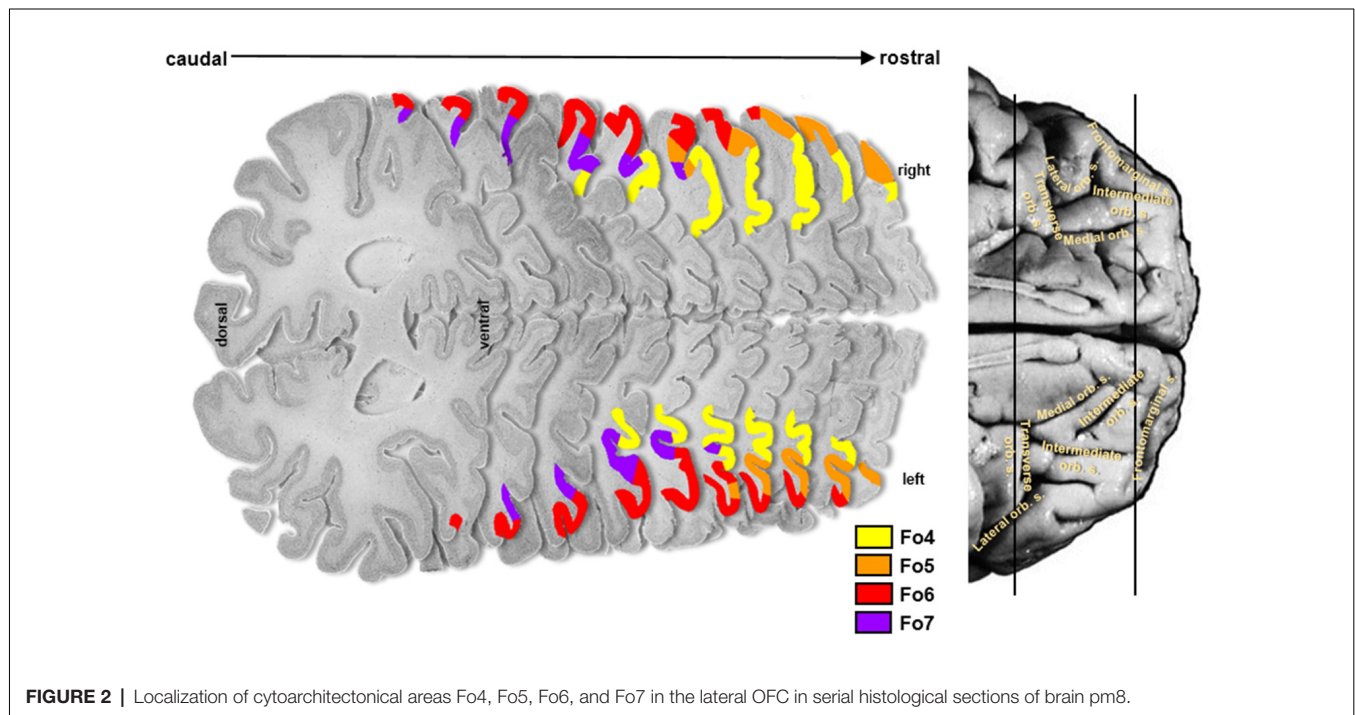 caudal
rostral
right
dorsal
ventral
left
Fo4
Fo5
Fo6
Fo7
Frontomarginal s.
Lateral orb. s.
Intermediate
orb. s.
Transverse
orb. s.
Medial orb. s.
Medial orb. s.
Intermediate
orb. s.
Frontomarginal s.
Transverse
orb. s.
Intermediate
orb. s.
Lateral orb. s.
FIGURE 2 | Localization of cytoarchitectonical areas Fo4, Fo5, Fo6, and Fo7 in the lateral OFC in serial histological sections of brain pm8.